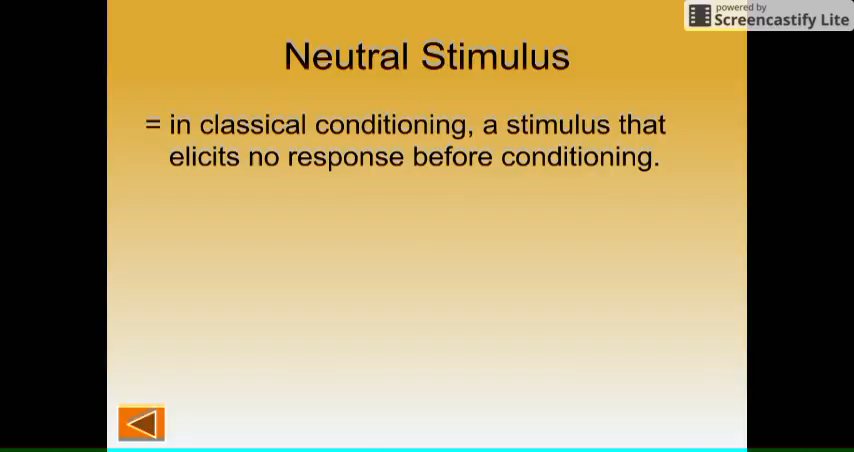 powered by
Screencastify Lite
Neutral Stimulus
= in classical conditioning, a stimulus that
elicits no response before conditioning.